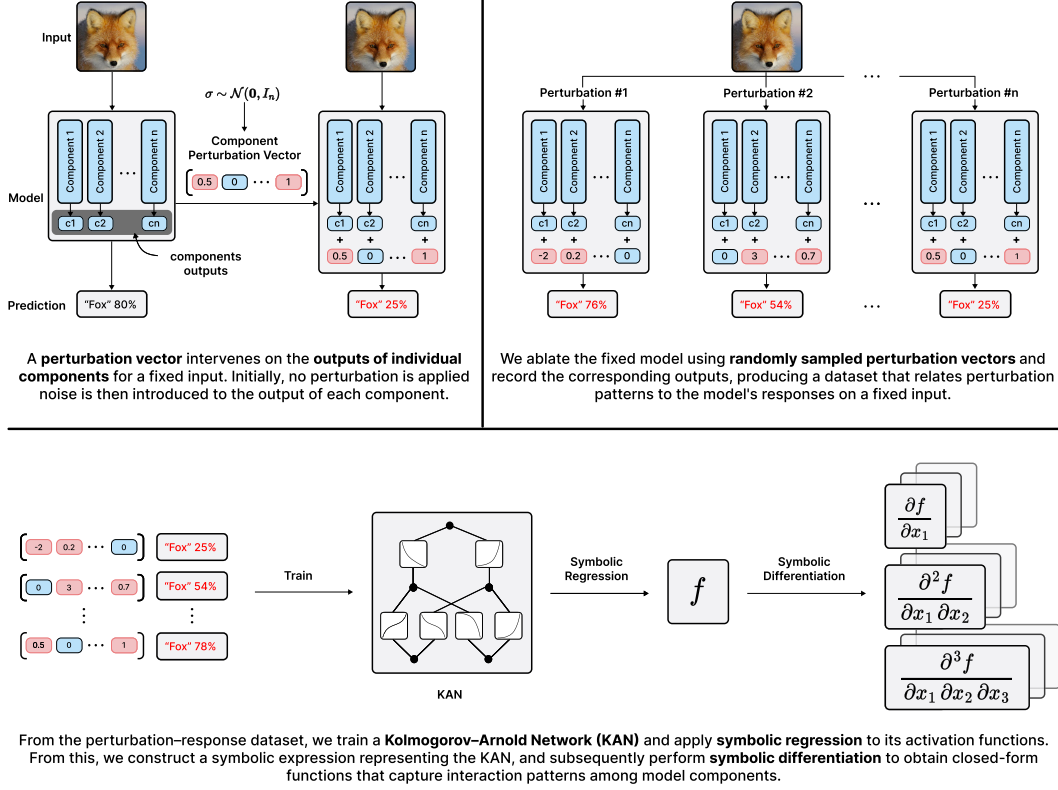 Input
σ ∼ 𝒩(0, Iₙ)
Component
Perturbation Vector
0.5 0 ··· 1
Model
Component 1 Component 2 ··· Component n
c1 c2 cn
components
outputs
Component 1 Component 2 ··· Component n
c1 c2 cn
+ + +
0.5 0 ··· 1
Prediction
“Fox” 80%
“Fox” 25%
A perturbation vector intervenes on the outputs of individual
components for a fixed input. Initially, no perturbation is applied
noise is then introduced to the output of each component.
···
Perturbation #1 Perturbation #2 Perturbation #n
Component 1 Component 2 ··· Component n
c1 c2 cn
+ + +
-2 0.2 ··· 0
“Fox” 76%
Component 1 Component 2 ··· Component n
c1 c2 cn
+ + +
0 3 ··· 0.7
“Fox” 54%
···
···
Component 1 Component 2 ··· Component n
c1 c2 cn
+ + +
0.5 0 ··· 1
“Fox” 25%
We ablate the fixed model using randomly sampled perturbation vectors and
record the corresponding outputs, producing a dataset that relates perturbation
patterns to the model's responses on a fixed input.
-2 0.2 ··· 0 “Fox” 25%
0 3 ··· 0.7 “Fox” 54%
⋮ ⋮
0.5 0 ··· 1 “Fox” 78%
Train
KAN
Symbolic
Regression
f
Symbolic
Differentiation
∂f / ∂x₁
∂²f / ∂x₁ ∂x₂
∂³f / ∂x₁ ∂x₂ ∂x₃
From the perturbation–response dataset, we train a Kolmogorov–Arnold Network (KAN) and apply symbolic regression to its activation functions.
From this, we construct a symbolic expression representing the KAN, and subsequently perform symbolic differentiation to obtain closed-form
functions that capture interaction patterns among model components.